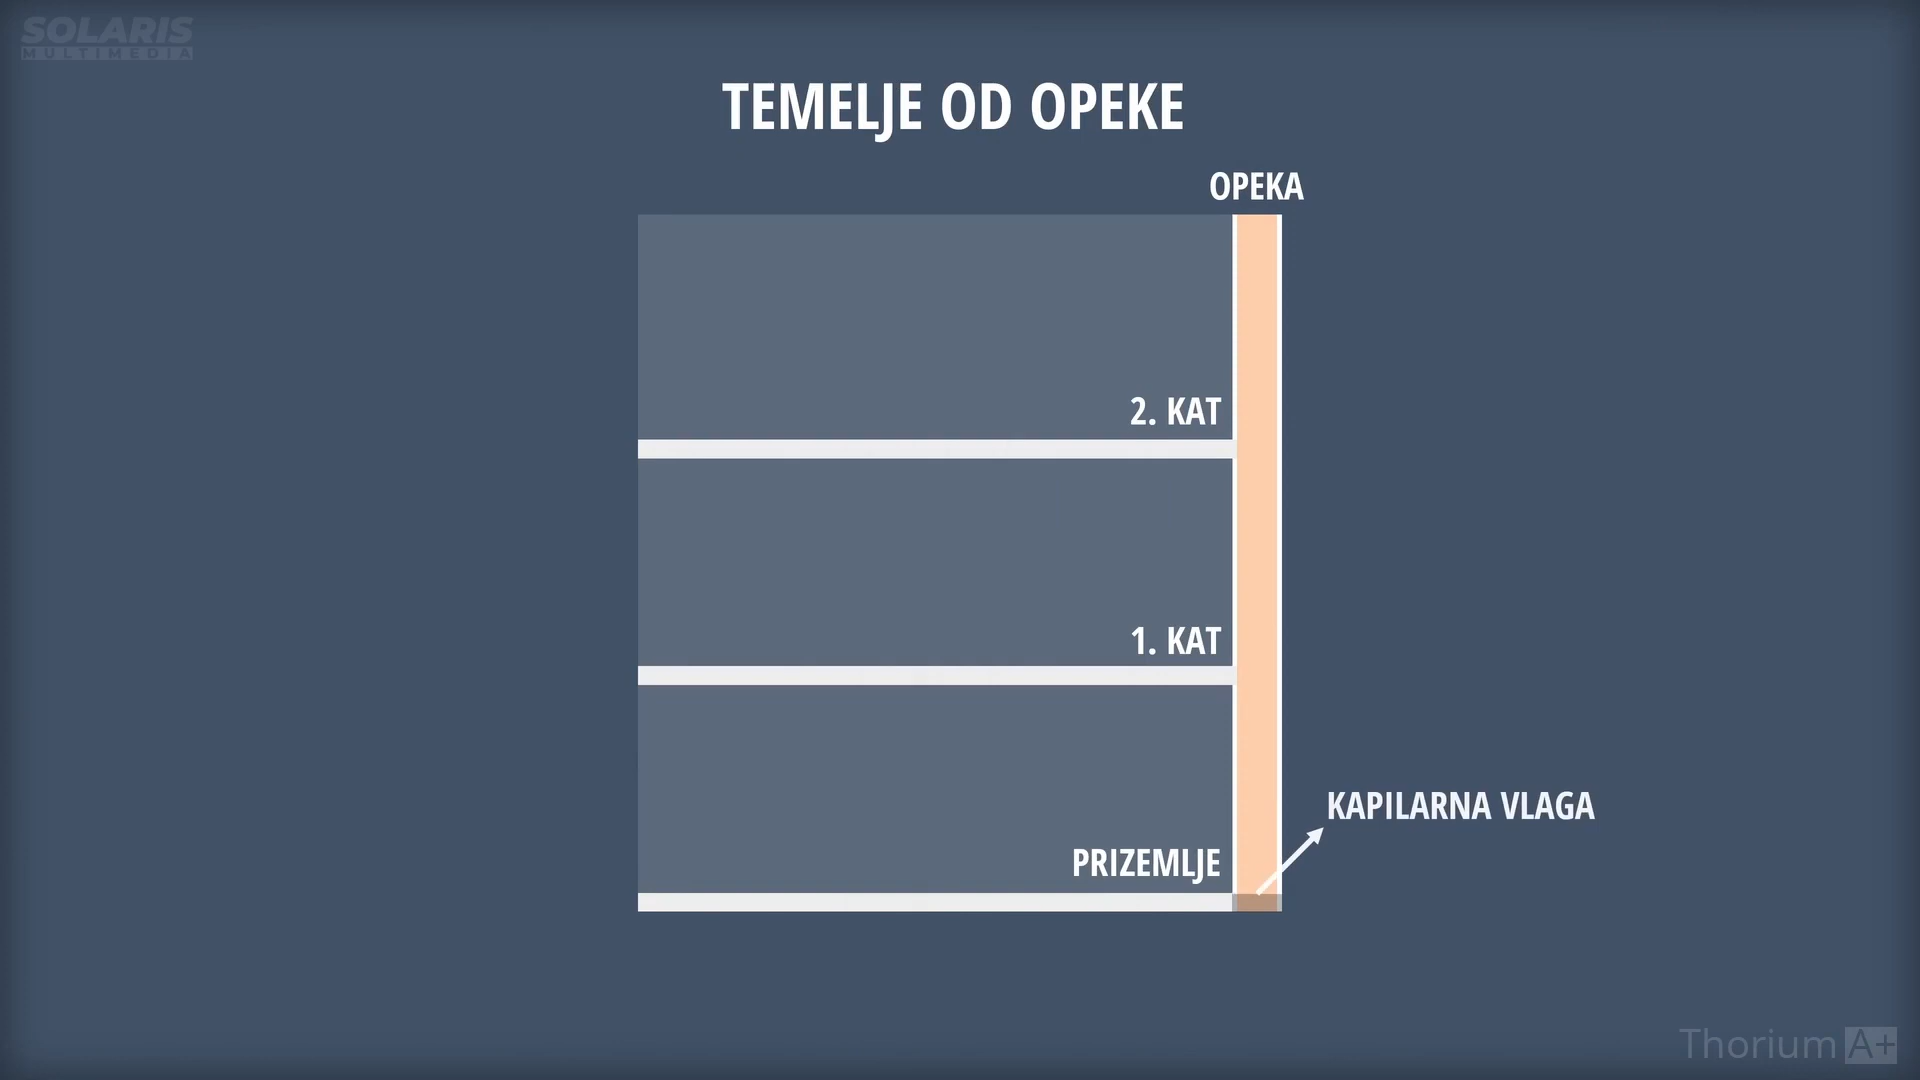 SOLARIS
MULTIMEDIA
TEMELJE OD OPEKE
OPEKA
2. KAT
1. KAT
KAPILARNA VLAGA
PRIZEMLJE
Thorium A+